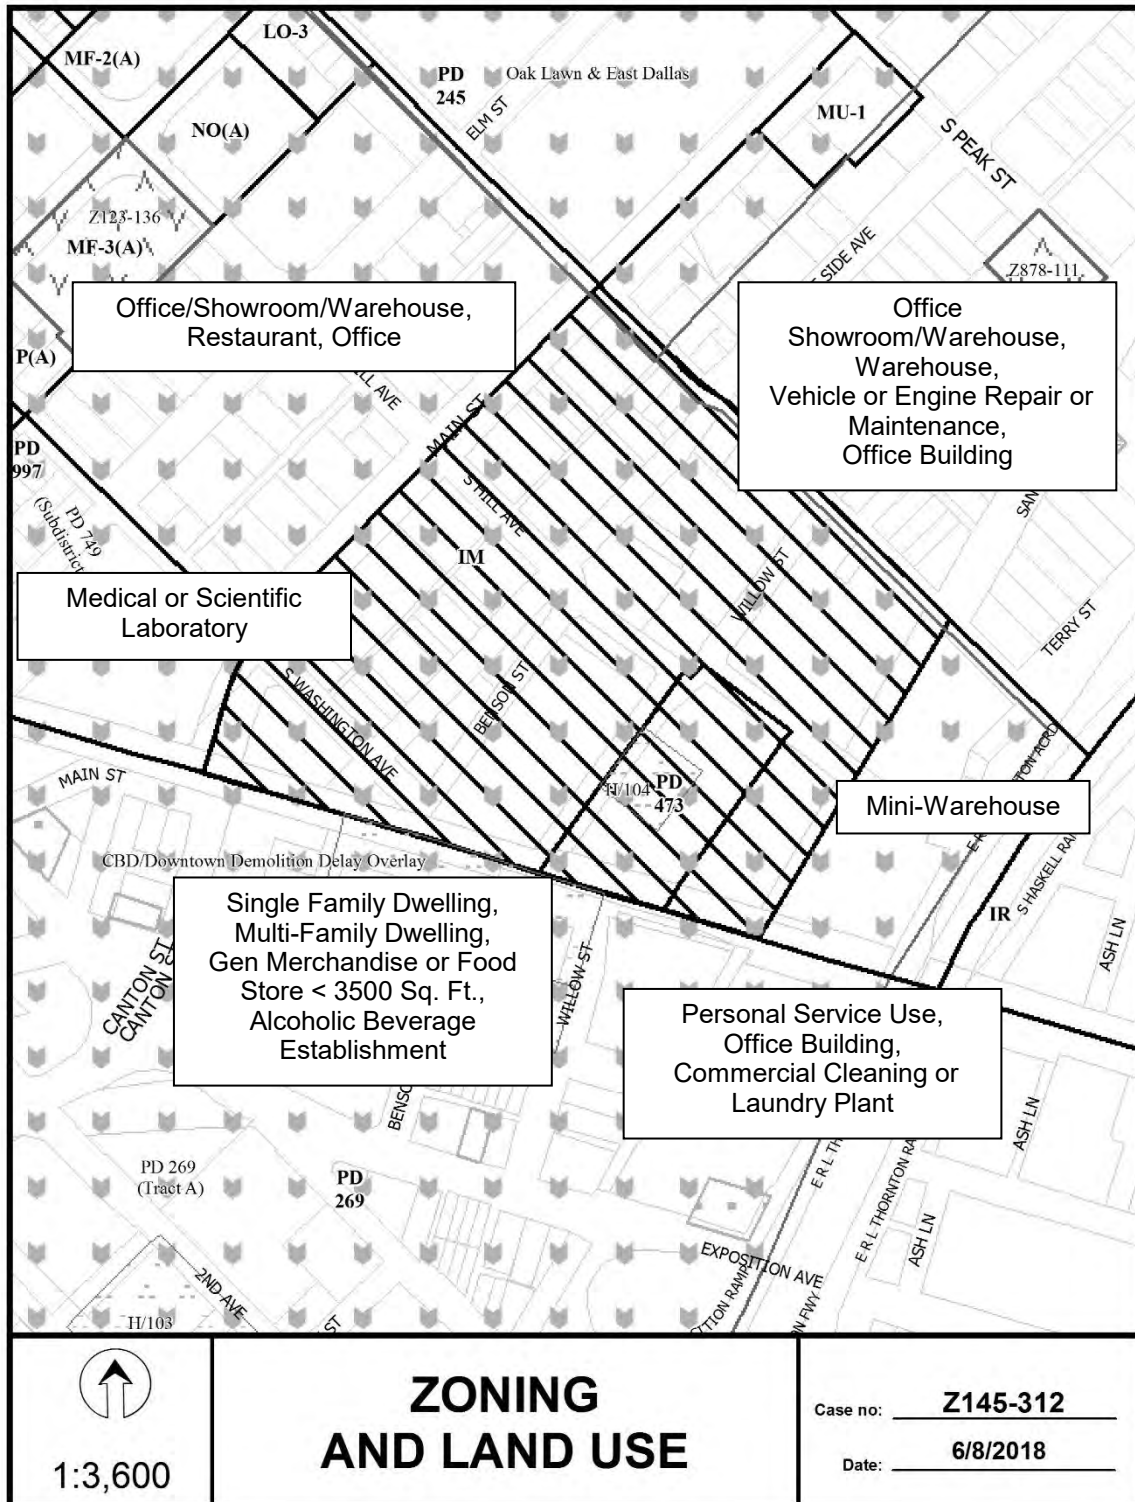 LO-3
MF-2(A)
PD
245
Oak Lawn & East Dallas
ELM ST
NO(A)
MU-1
S PEAK ST
Z123-136
MF-3(A)
SIDE AVE
Z878-111
Office/Showroom/Warehouse,
Restaurant, Office
Office
Showroom/Warehouse,
Warehouse,
Vehicle or Engine Repair or
Maintenance,
Office Building
P(A)
MAIN ST
PD
997
PD 749
(Subdistrict
S HILL AVE
IM
WILLOW ST
Medical or Scientific
Laboratory
TERRY ST
S WASHINGTON AVE
BENSON ST
MAIN ST
H/104
PD
473
Mini-Warehouse
CBD/Downtown Demolition Delay Overlay
Single Family Dwelling,
Multi-Family Dwelling,
Gen Merchandise or Food
Store < 3500 Sq. Ft.,
Alcoholic Beverage
Establishment
IR
ASH LN
CANTON ST
WILLOW ST
Personal Service Use,
Office Building,
Commercial Cleaning or
Laundry Plant
ASH LN
PD 269
(Tract A)
PD
269
E R L THORNTON RA
ASH LN
EXPOSITION AVE
2ND AVE
H/103
ST
1:3,600
ZONING
AND LAND USE
Case no: Z145-312
Date: 6/8/2018